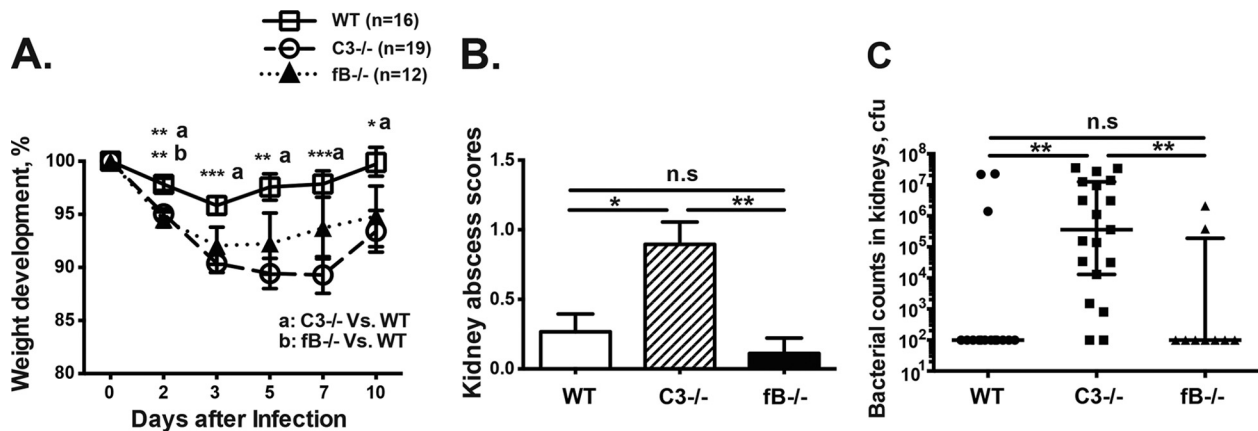 A.
WT (n=16)
C3-/- (n=19)
fB-/- (n=12)
Weight development, %
100
95
90
85
80
** a
** b
*** a
** a
***a
* a
a: C3-/- Vs. WT
b: fB-/- Vs. WT
0 2 3 5 7 10
Days after Infection
B.
Kidney abscess scores
1.5
1.0
0.5
0.0
n.s
* **
WT C3-/- fB-/-
C
Bacterial counts in kidneys, cfu
10^8
10^7
10^6
10^5
10^4
10^3
10^2
10^1
n.s
** **
WT C3-/- fB-/-